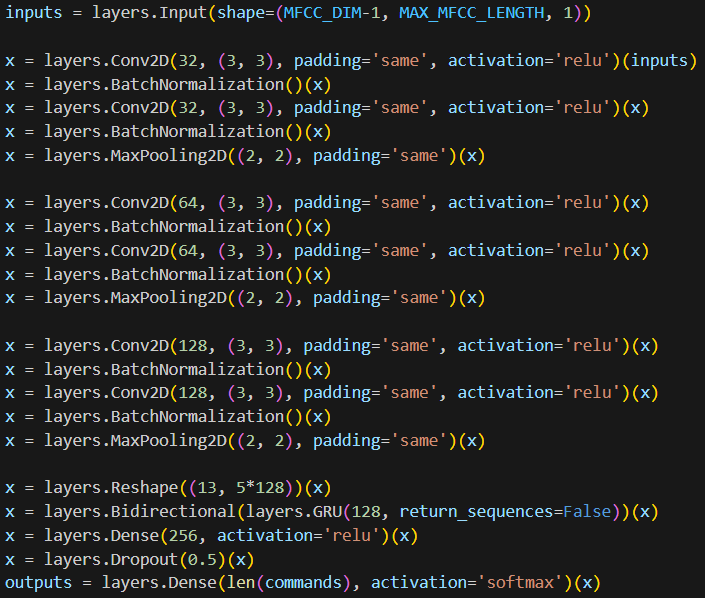 inputs = layers.Input(shape=(MFCC_DIM-1, MAX_MFCC_LENGTH, 1))
x = layers.Conv2D(32, (3, 3), padding='same', activation='relu')(inputs)
x = layers.BatchNormalization()(x)
x = layers.Conv2D(32, (3, 3), padding='same', activation='relu')(x)
x = layers.BatchNormalization()(x)
x = layers.MaxPooling2D((2, 2), padding='same')(x)
x = layers.Conv2D(64, (3, 3), padding='same', activation='relu')(x)
x = layers.BatchNormalization()(x)
x = layers.Conv2D(64, (3, 3), padding='same', activation='relu')(x)
x = layers.BatchNormalization()(x)
x = layers.MaxPooling2D((2, 2), padding='same')(x)
x = layers.Conv2D(128, (3, 3), padding='same', activation='relu')(x)
x = layers.BatchNormalization()(x)
x = layers.Conv2D(128, (3, 3), padding='same', activation='relu')(x)
x = layers.BatchNormalization()(x)
x = layers.MaxPooling2D((2, 2), padding='same')(x)
x = layers.Reshape((13, 5*128))(x)
x = layers.Bidirectional(layers.GRU(128, return_sequences=False))(x)
x = layers.Dense(256, activation='relu')(x)
x = layers.Dropout(0.5)(x)
outputs = layers.Dense(len(commands), activation='softmax')(x)